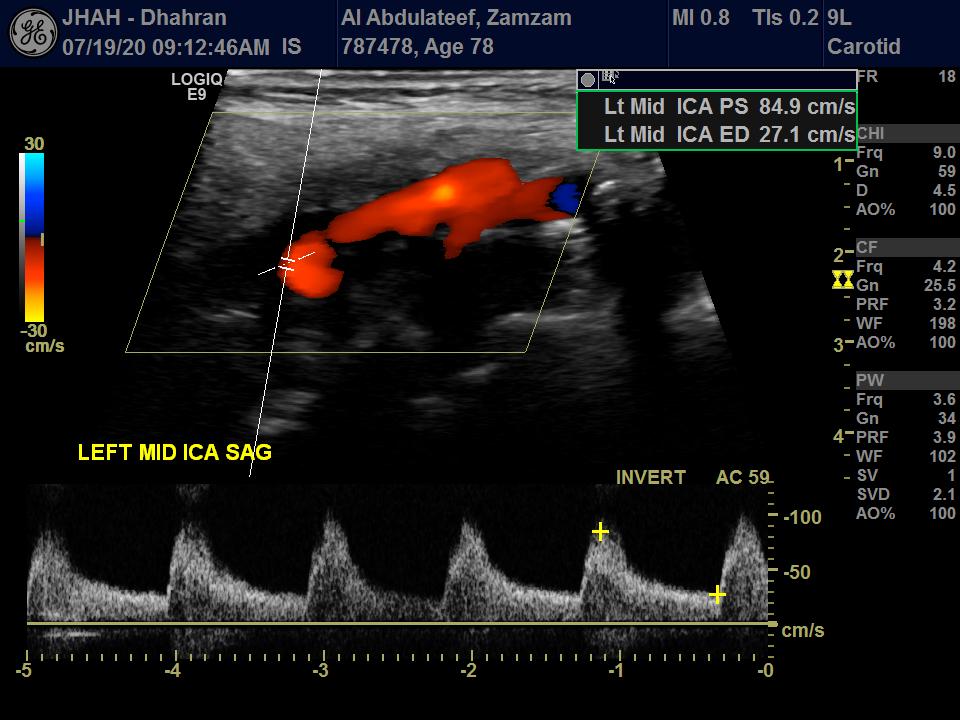 JHAH - Dhahran
07/19/20 09:12:46AM IS
Al Abdulateef, Zamzam
787478, Age 78
MI 0.8 TIs 0.2
9L
Carotid
LOGIQ
E9
Lt Mid ICA PS 84.9 cm/s
Lt Mid ICA ED 27.1 cm/s
30
-30
cm/s
FR 18
CHI
Frq 9.0
Gn 59
D 4.5
AO% 100
CF
Frq 4.2
Gn 25.5
PRF 3.2
WF 198
AO% 100
PW
Frq 3.6
Gn 34
PRF 3.9
WF 102
SV 1
SVD 2.1
AO% 100
1
2
3
4
LEFT MID ICA SAG
INVERT AC 59
-100
-50
cm/s
-5 -4 -3 -2 -1 -0